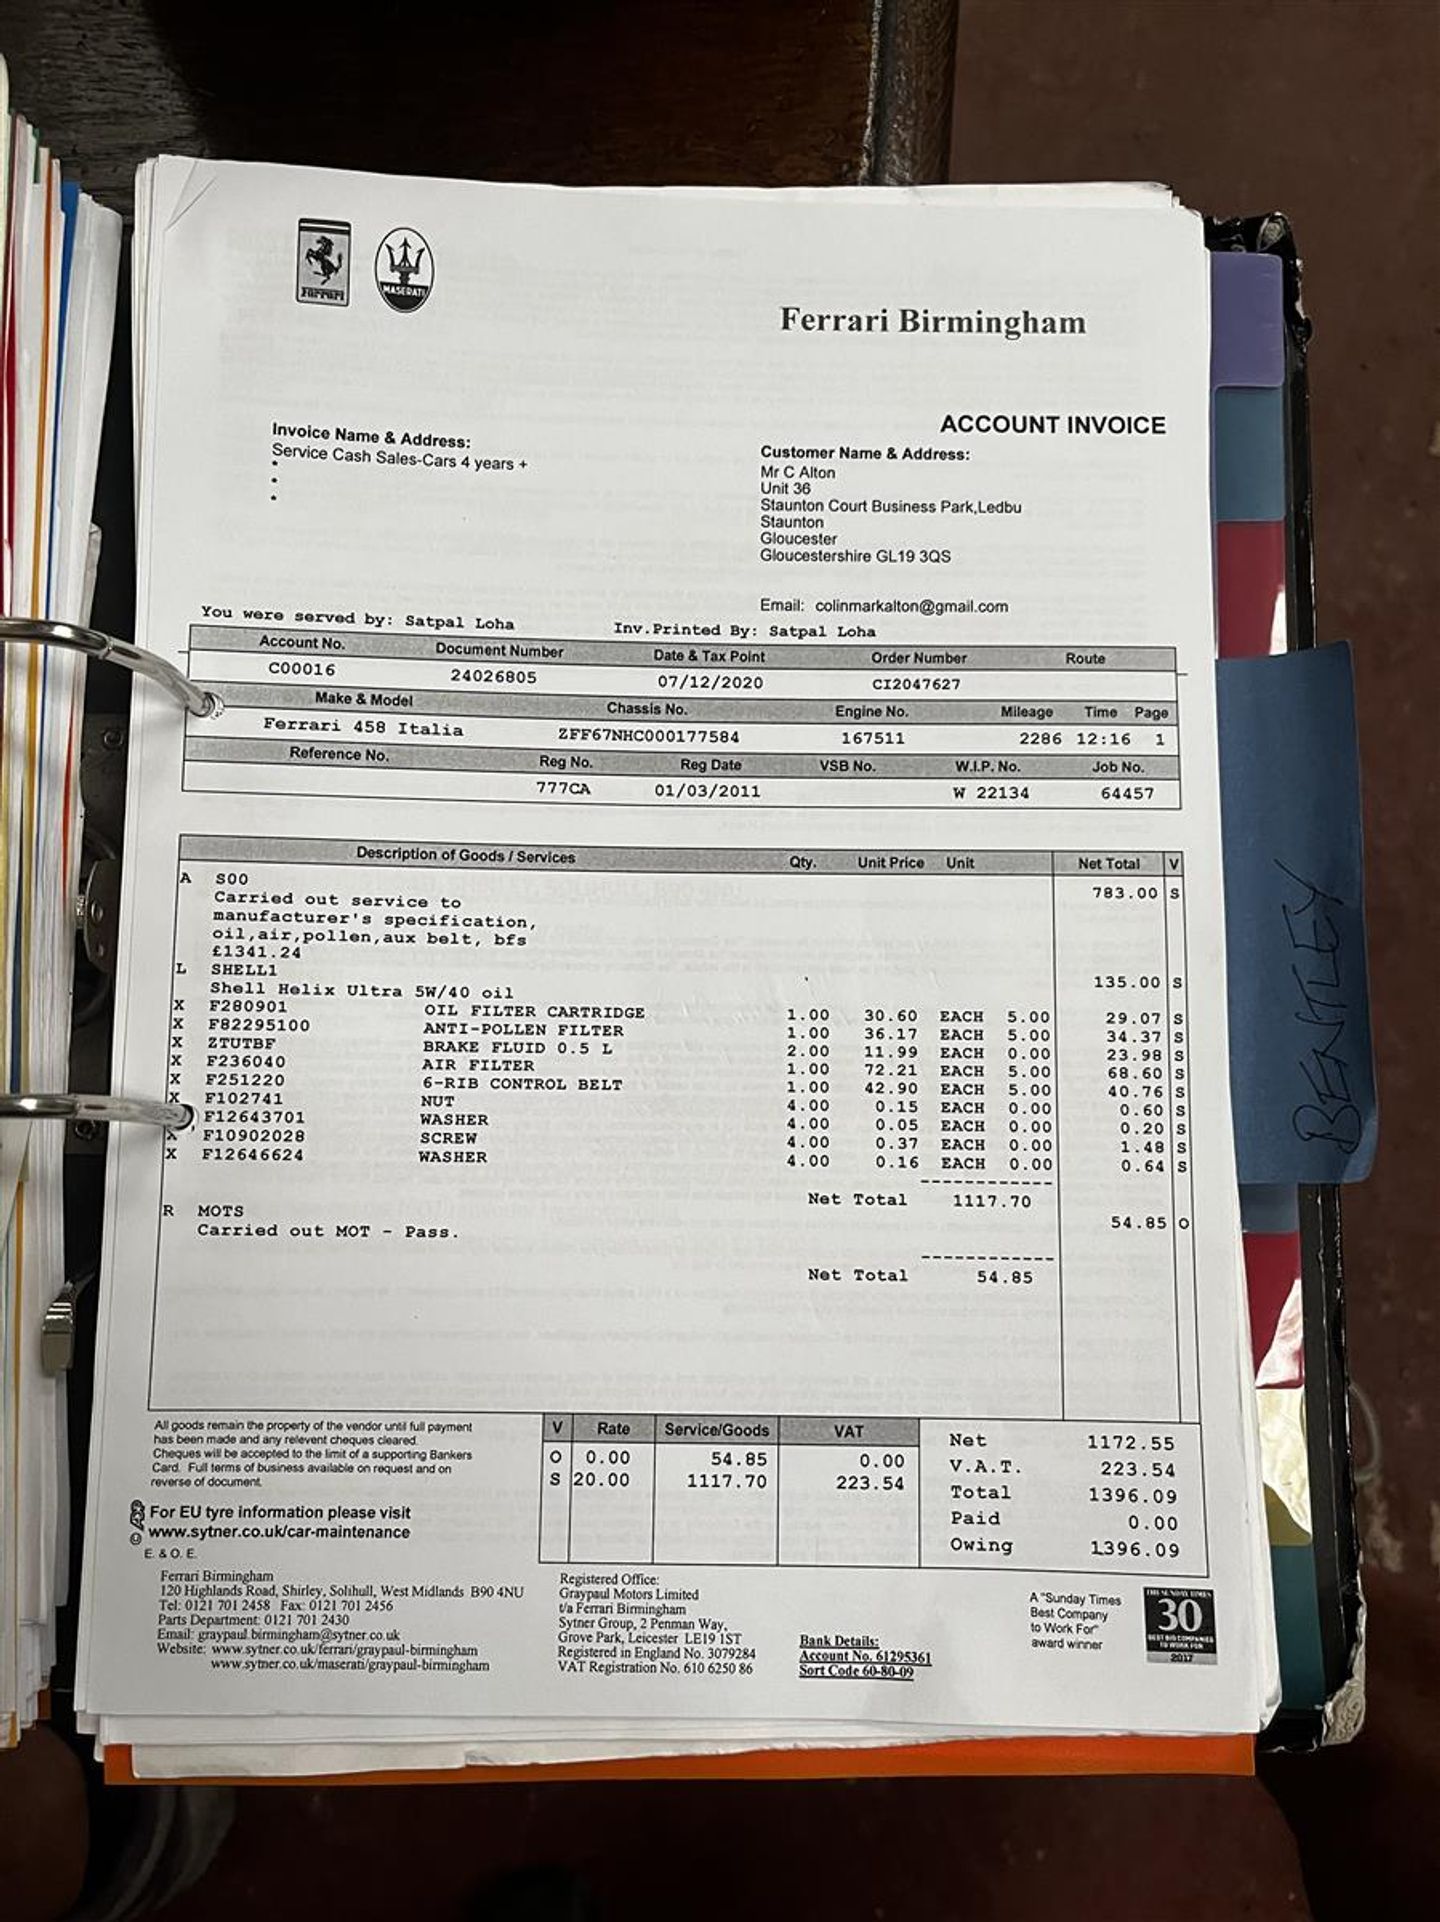 Ferrari
MASERATI
Ferrari Birmingham
ACCOUNT INVOICE
Invoice Name & Address:
Service Cash Sales-Cars 4 years +
*
*
*
Customer Name & Address:
Mr C Alton
Unit 36
Staunton Court Business Park,Ledbu
Staunton
Gloucester
Gloucestershire GL19 3QS
Email: colinmarkalton@gmail.com
You were served by: Satpal Loha Inv.Printed By: Satpal Loha
Account No. Document Number Date & Tax Point Order Number Route
C00016 24026805 07/12/2020 CI2047627
Make & Model Chassis No. Engine No. Mileage Time Page
Ferrari 458 Italia ZFF67NHC000177584 167511 2286 12:16 1
Reference No. Reg No. Reg Date VSB No. W.I.P. No. Job No.
777CA 01/03/2011 W 22134 64457
Description of Goods / Services Qty. Unit Price Unit Net Total V
A S00 783.00 S
Carried out service to
manufacturer's specification,
oil,air,pollen,aux belt, bfs
£1341.24
L SHELL1 135.00 S
Shell Helix Ultra 5W/40 oil
X F280901 OIL FILTER CARTRIDGE 1.00 30.60 EACH 5.00 29.07 S
X F82295100 ANTI-POLLEN FILTER 1.00 36.17 EACH 5.00 34.37 S
X ZTUTBF BRAKE FLUID 0.5 L 2.00 11.99 EACH 0.00 23.98 S
X F236040 AIR FILTER 1.00 72.21 EACH 5.00 68.60 S
X F251220 6-RIB CONTROL BELT 1.00 42.90 EACH 5.00 40.76 S
X F102741 NUT 4.00 0.15 EACH 0.00 0.60 S
F12643701 WASHER 4.00 0.05 EACH 0.00 0.20 S
X F10902028 SCREW 4.00 0.37 EACH 0.00 1.48 S
X F12646624 WASHER 4.00 0.16 EACH 0.00 0.64 S
Net Total 1117.70
R MOTS 54.85 O
Carried out MOT - Pass.
Net Total 54.85
All goods remain the property of the vendor until full payment
has been made and any relevent cheques cleared.
Cheques will be accepted to the limit of a supporting Bankers
Card. Full terms of business available on request and on
reverse of document.
For EU tyre information please visit
www.sytner.co.uk/car-maintenance
E. & O. E.
V Rate Service/Goods VAT
O 0.00 54.85 0.00
S 20.00 1117.70 223.54
Net 1172.55
V.A.T. 223.54
Total 1396.09
Paid 0.00
Owing 1396.09
Ferrari Birmingham
120 Highlands Road, Shirley, Solihull, West Midlands B90 4NU
Tel: 0121 701 2458 Fax: 0121 701 2456
Parts Department: 0121 701 2430
Email: graypaul.birmingham@sytner.co.uk
Website: www.sytner.co.uk/ferrari/graypaul-birmingham
www.sytner.co.uk/maserati/graypaul-birmingham
Registered Office:
Graypaul Motors Limited
t/a Ferrari Birmingham
Sytner Group, 2 Penman Way,
Grove Park, Leicester LE19 1ST
Registered in England No. 3079284
VAT Registration No. 610 6250 86
Bank Details:
Account No. 61295361
Sort Code 60-80-09
A "Sunday Times
Best Company
to Work For"
award winner
THE SUNDAY TIMES
30
BEST BIG COMPANIES
TO WORK FOR
2017
BENTLEY